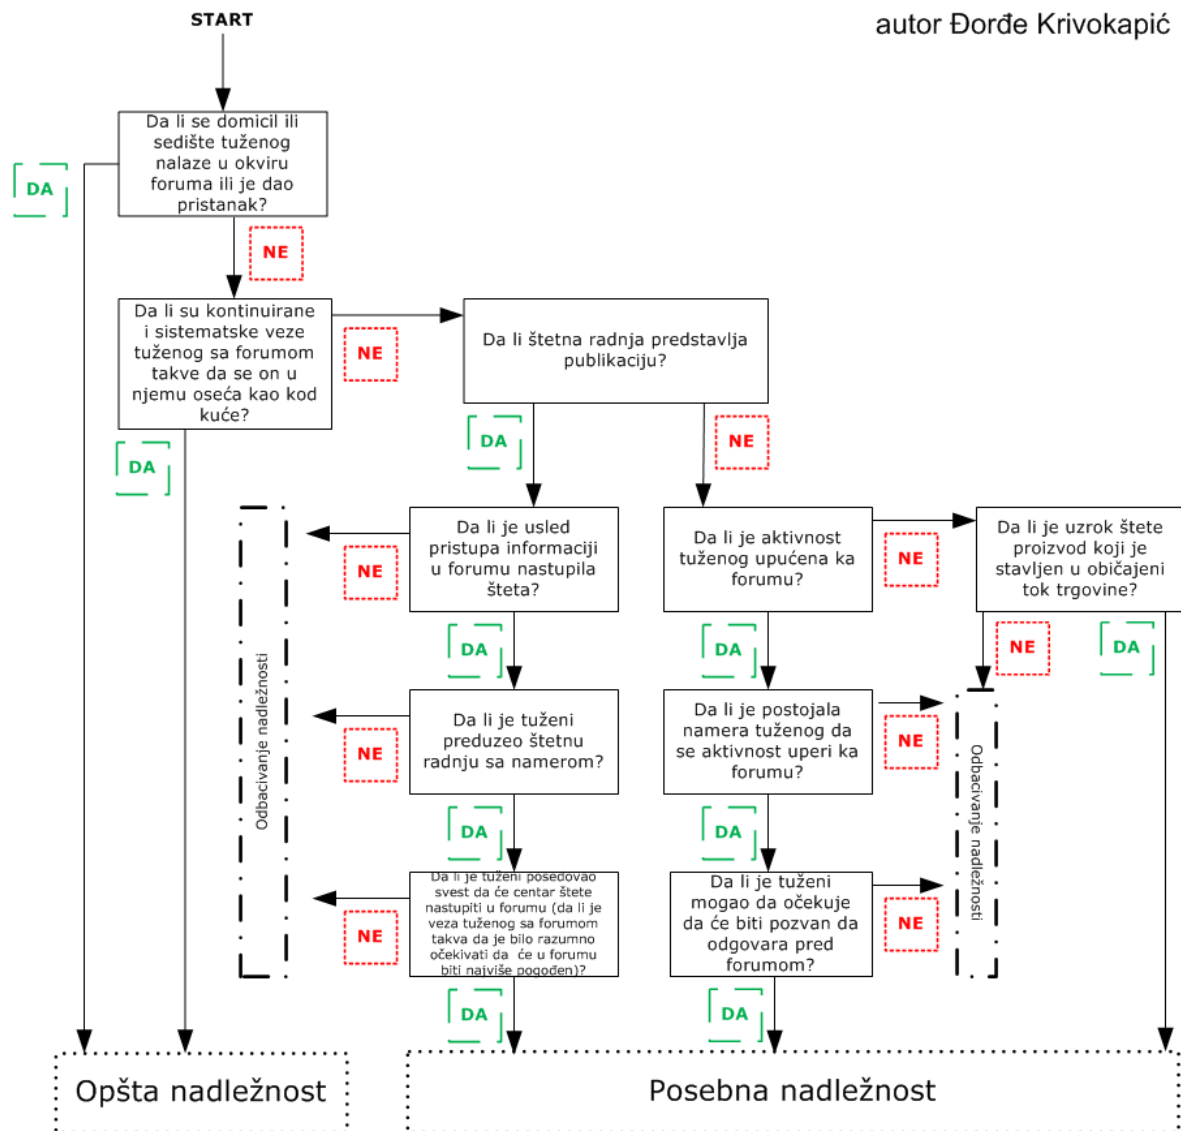 START
autor Đorđe Krivokapić
Da li se domicil ili
sedište tuženog
nalaze u okviru
foruma ili je dao
pristanak?
DA
NE
Da li su kontinuirane
i sistematske veze
tuženog sa forumom
takve da se on u
njemu oseća kao kod
kuće?
NE
Da li štetna radnja predstavlja
publikaciju?
DA
DA
NE
Da li je usled
pristupa informaciji
u forumu nastupila
šteta?
NE
Da li je aktivnost
tuženog upućena ka
forumu?
NE
Da li je uzrok štete
proizvod koji je
stavljen u običajeni
tok trgovine?
DA
DA
NE
DA
Odbacivanje nadležnosti
Da li je tuženi
preduzeo štetnu
radnju sa namerom?
NE
Da li je postojala
namera tuženog da
se aktivnost uperi ka
forumu?
NE
Odbacivanje nadležnosti
DA
DA
Da li je tuženi posedovao
svest da će centar štete
nastupiti u forumu (da li je
veza tuženog sa forumom
takva da je bilo razumno
očekivati da će u forumu
biti najviše pogođen)?
NE
Da li je tuženi
mogao da očekuje
da će biti pozvan da
odgovara pred
forumom?
NE
DA
DA
Opšta nadležnost
Posebna nadležnost